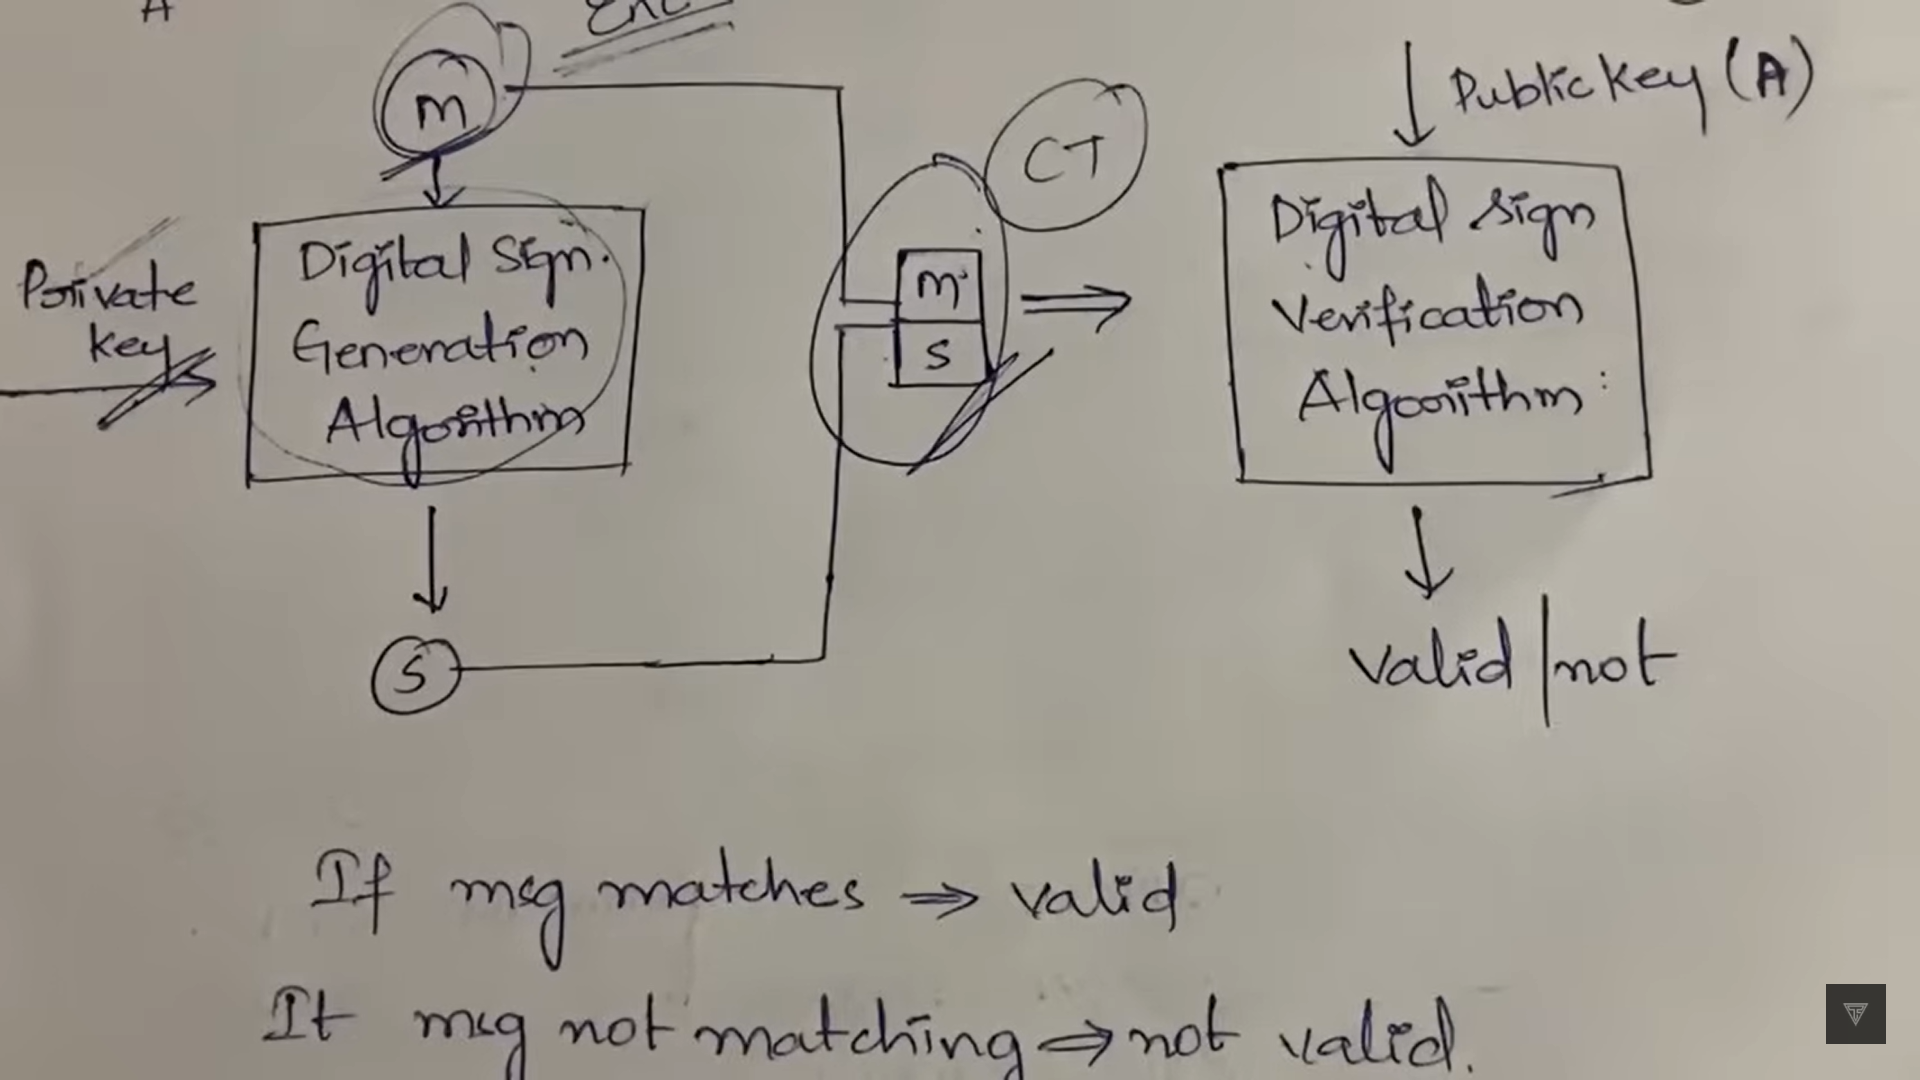 A
Enc
m
Private
key
Digital Sign.
Generation
Algorithm
S
m
S
CT
Public key (A)
Digital Sign
Verification
Algorithm
Valid | not
If msg matches ⇒ valid
If msg not matching ⇒ not valid.